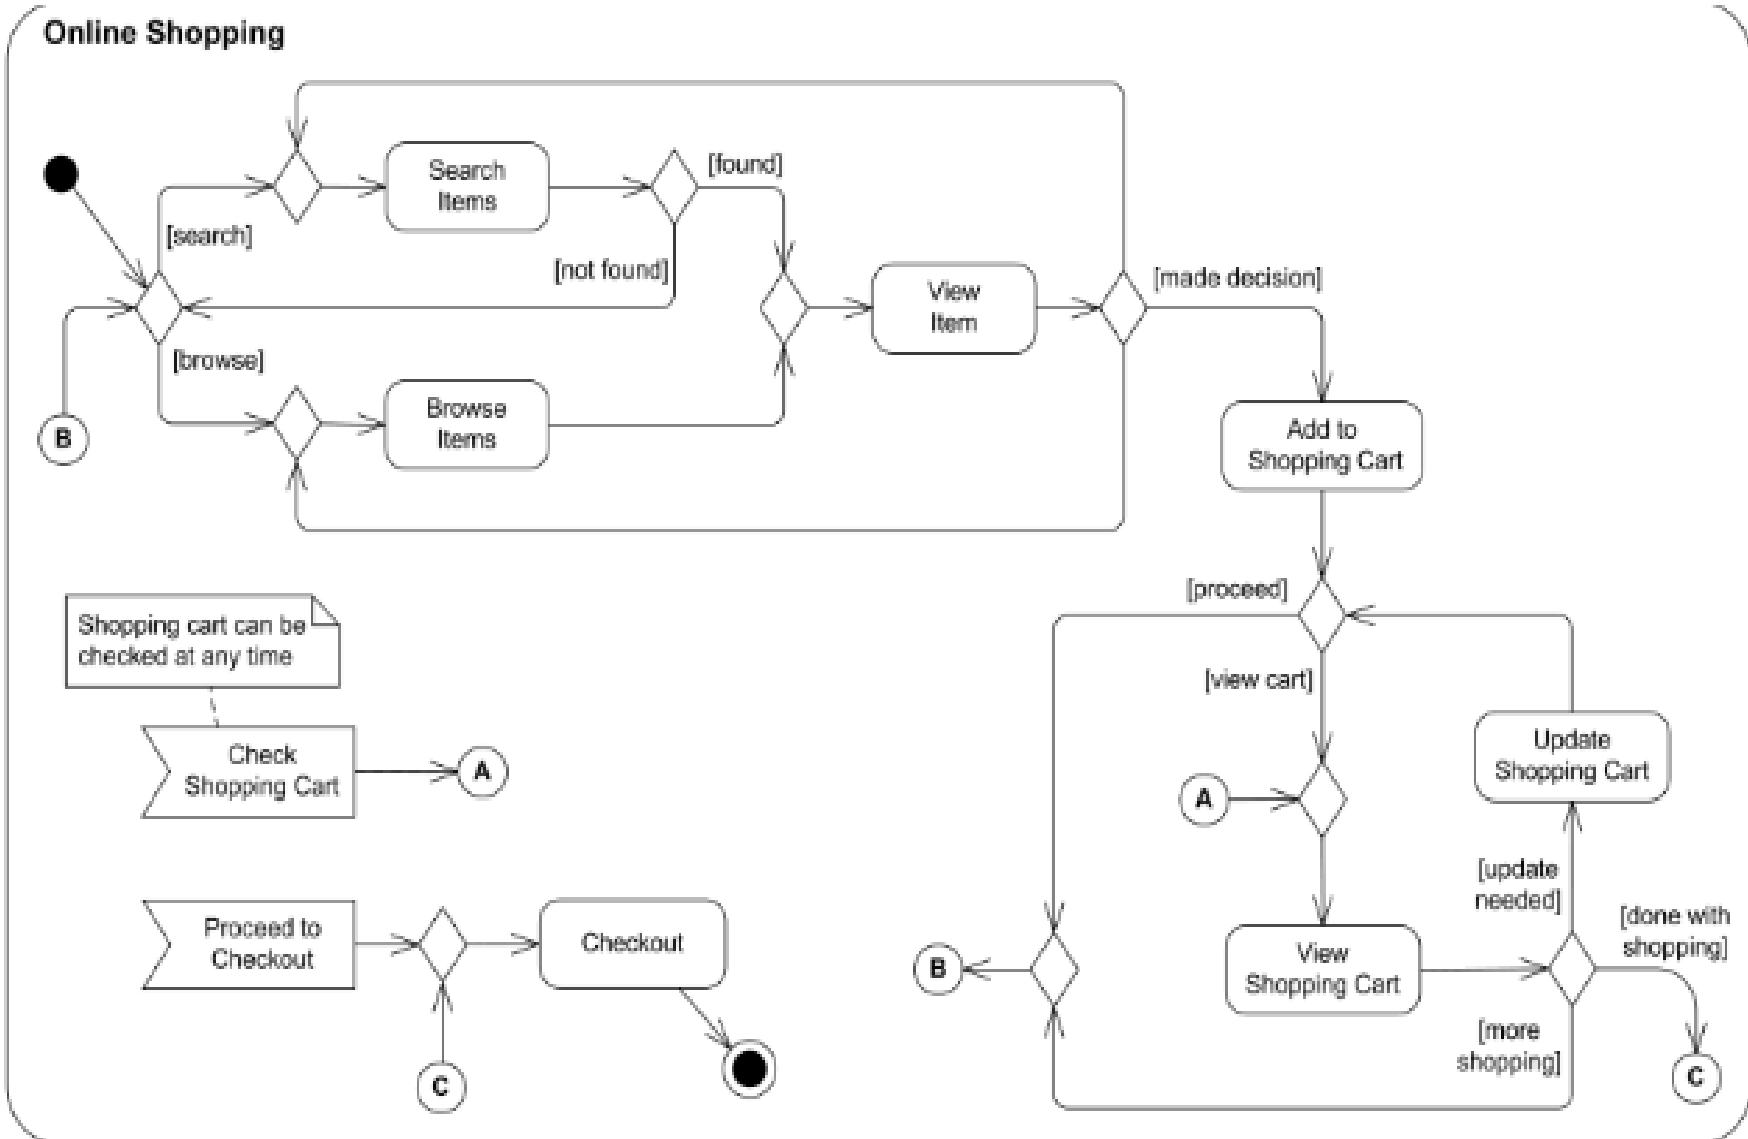 Online Shopping
Search
Items
[found]
[search]
[not found]
View
Item
[made decision]
[browse]
Browse
Items
B
Add to
Shopping Cart
[proceed]
Shopping cart can be
checked at any time
[view cart]
Check
Shopping Cart
A
A
Update
Shopping Cart
[update
needed]
[done with
shopping]
Proceed to
Checkout
Checkout
B
View
Shopping Cart
[more
shopping]
C
C